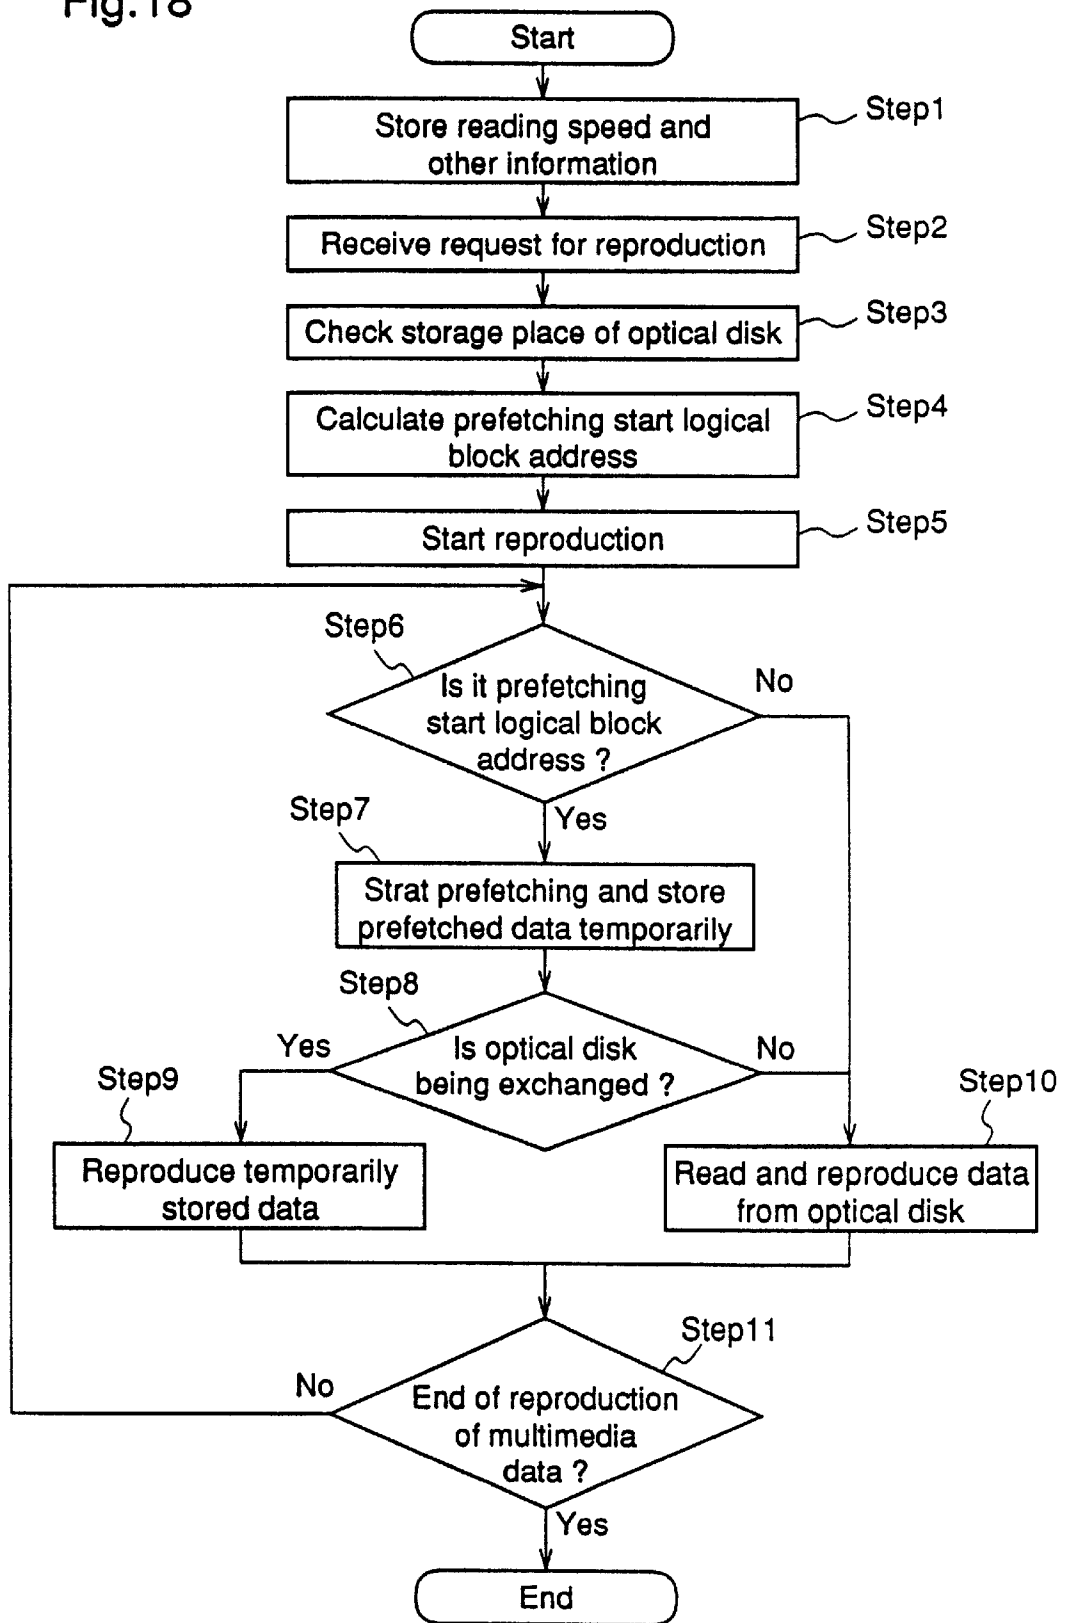 Fig.18
Start
Store reading speed and
other information
Step1
Receive request for reproduction
Step2
Check storage place of optical disk
Step3
Calculate prefetching start logical
block address
Step4
Start reproduction
Step5
Step6
Is it prefetching
start logical block
address ?
No
Yes
Step7
Strat prefetching and store
prefetched data temporarily
Step8
Is optical disk
being exchanged ?
Yes
No
Step9
Reproduce temporarily
stored data
Step10
Read and reproduce data
from optical disk
Step11
End of reproduction
of multimedia
data ?
No
Yes
End